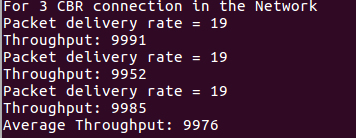 For 3 CBR connection in the Network
Packet delivery rate = 19
Throughput: 9991
Packet delivery rate = 19
Throughput: 9952
Packet delivery rate = 19
Throughput: 9985
Average Throughput: 9976